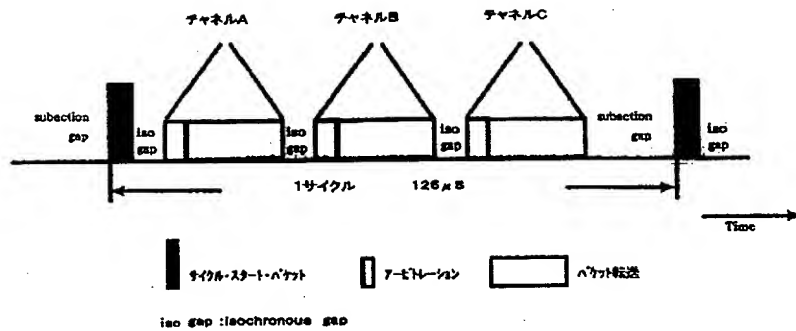 チャネルA チャネルB チャネルC
subection gap iso gap iso gap iso gap subection gap iso gap
1サイクル 126μS
Time
サイクル・スタート・パケット アービトレーション パケット転送
iso gap :isochronous gap